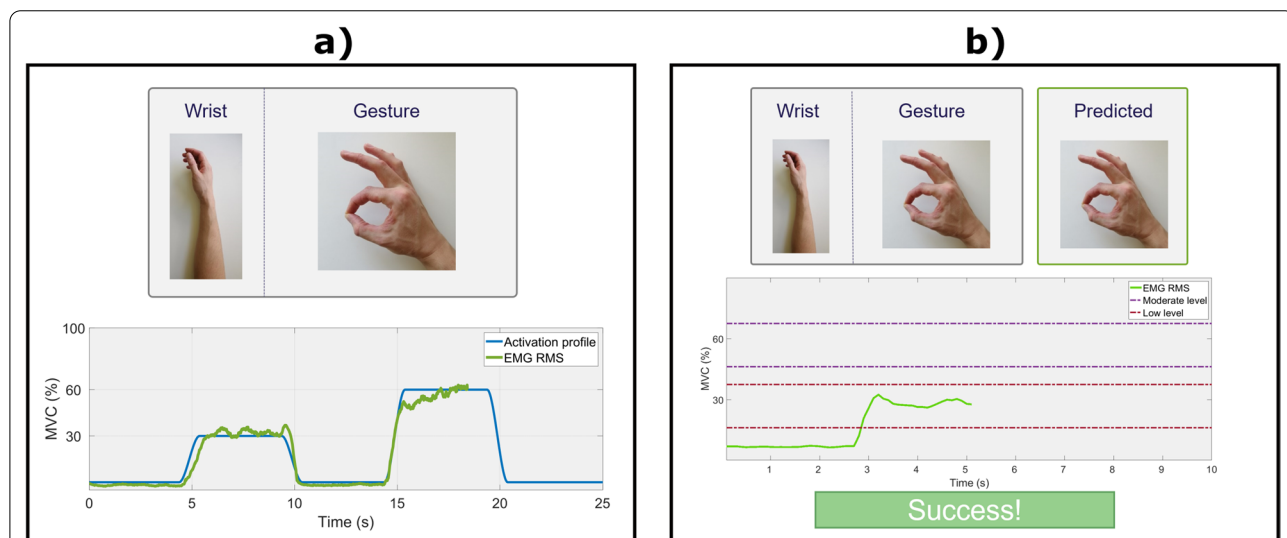 a)
Wrist
Gesture
100
60
30
MVC (%)
Activation profile
EMG RMS
0
5
10
15
20
25
Time (s)
b)
Wrist
Gesture
Predicted
EMG RMS
Moderate level
Low level
60
30
MVC (%)
1
2
3
4
5
6
7
8
9
10
Time (s)
Success!